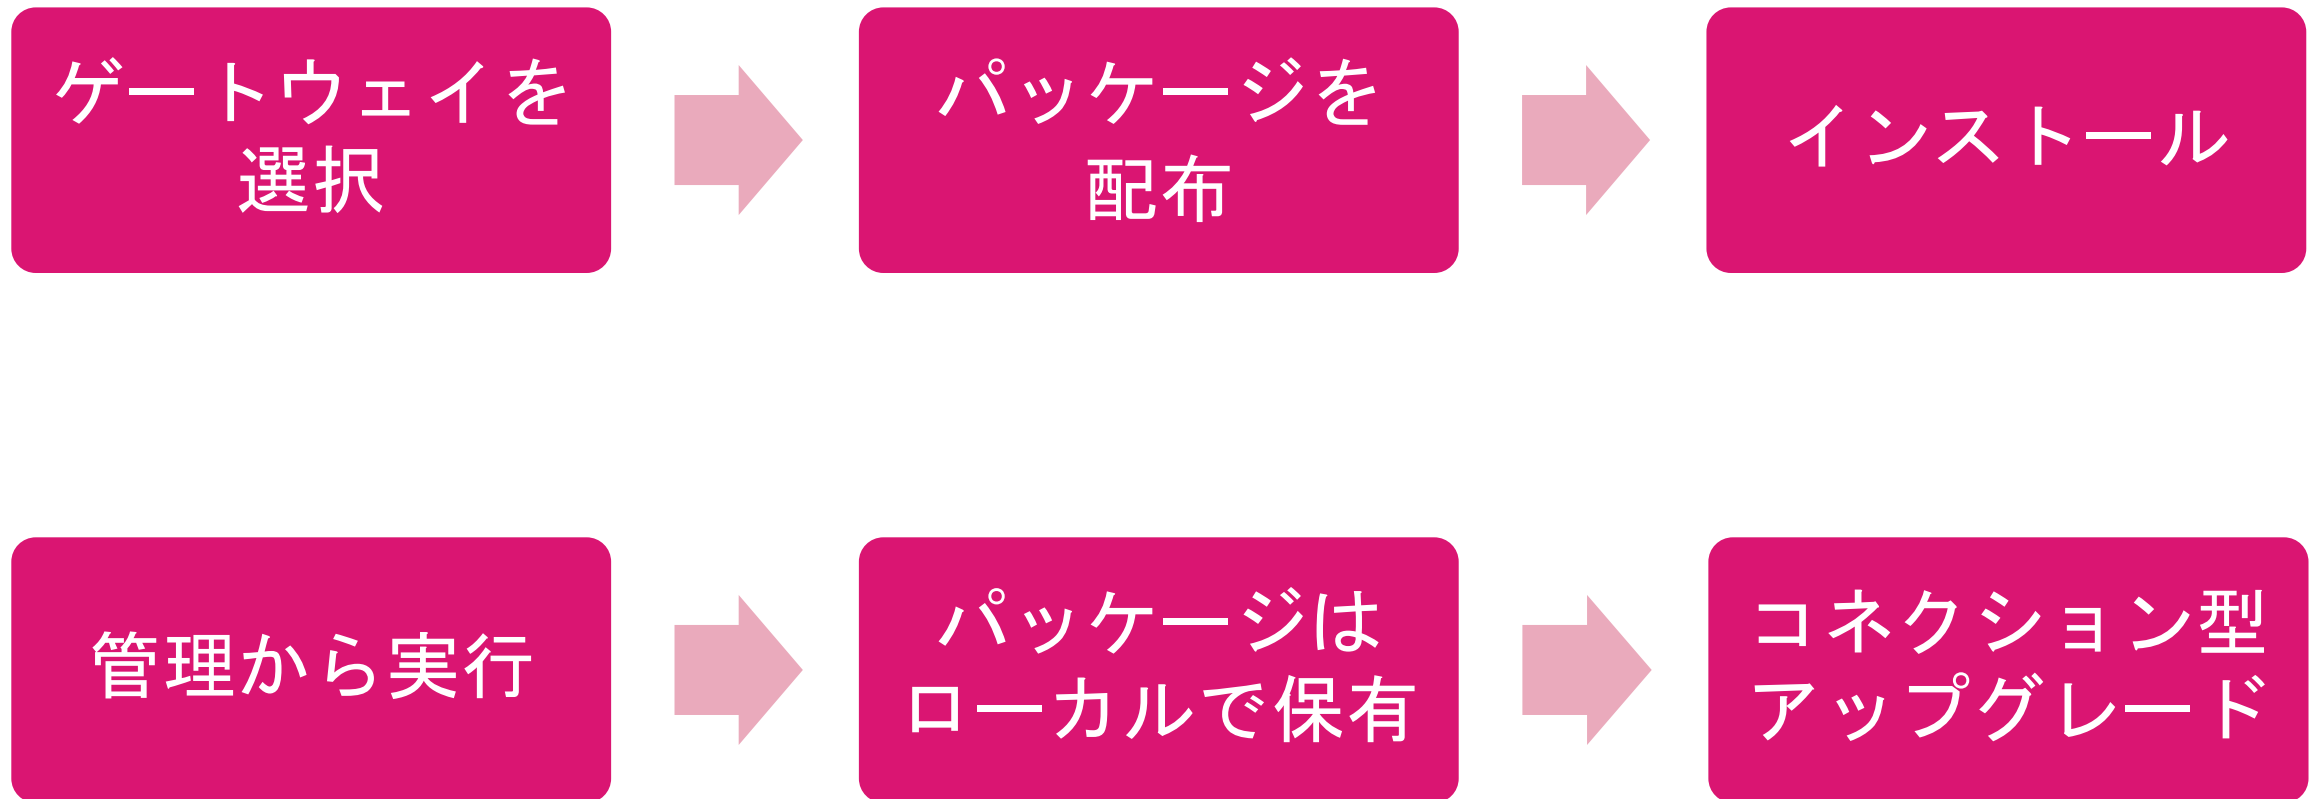 ゲートウェイを
選択
パッケージを
配布
インストール
管理から実行
パッケージは
ローカルで保有
コネクション型
アップグレード